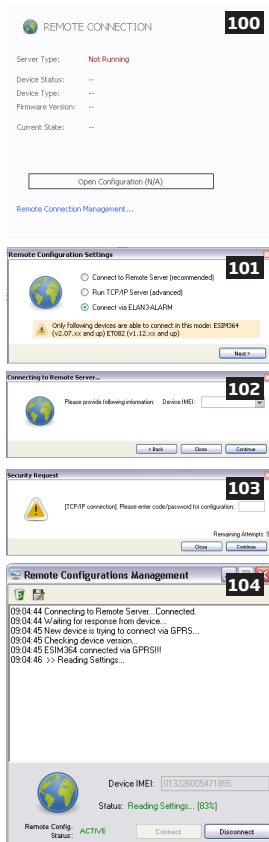 100
REMOTE CONNECTION
Server Type: Not Running
Device Status: --
Device Type: --
Firmware Version: --
Current State: --
Open Configuration (N/A)
Remote Connection Management...
Remote Configuration Settings
101
Connect to Remote Server (recommended)
Run TCP/IP Server (advanced)
Connect via ELAN3-ALARM
Only following devices are able to connect in this mode: ESIM364
(v2.07.xx and up) ET082 (v1.12.xx and up)
Next >
Connecting to Remote Server...
102
Please provide following information: Device IMEI:
< Back Close Continue
Security Request
103
[TCP/IP connection]. Please enter code/password for configuration:
Remaining Attempts: 9
Close Continue
Remote Configurations Management
104
09:04:44 Connecting to Remote Server...Connected.
09:04:44 Waiting for response from device...
09:04:45 New device is trying to connect via GPRS...
09:04:45 Checking device version...
09:04:45 ESIM364 connected via GPRS!!!
09:04:46 >> Reading Settings...
Device IMEI: 013226005471855
Status: Reading Settings... [83%]
Remote Config. Status: ACTIVE
Connect Disconnect